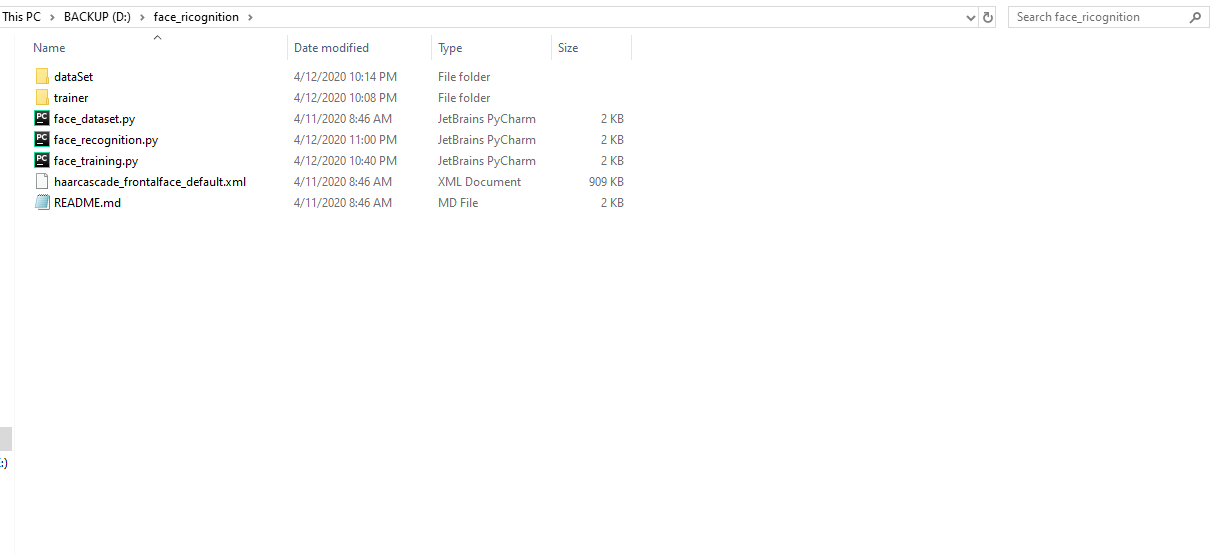 This PC > BACKUP (D:) > face_ricognition > Search face_ricognition
Name Date modified Type Size
dataSet 4/12/2020 10:14 PM File folder
trainer 4/12/2020 10:08 PM File folder
PC face_dataset.py 4/11/2020 8:46 AM JetBrains PyCharm 2 KB
PC face_recognition.py 4/12/2020 11:00 PM JetBrains PyCharm 2 KB
PC face_training.py 4/12/2020 10:40 PM JetBrains PyCharm 2 KB
haarcascade_frontalface_default.xml 4/11/2020 8:46 AM XML Document 909 KB
README.md 4/11/2020 8:46 AM MD File 2 KB
:)